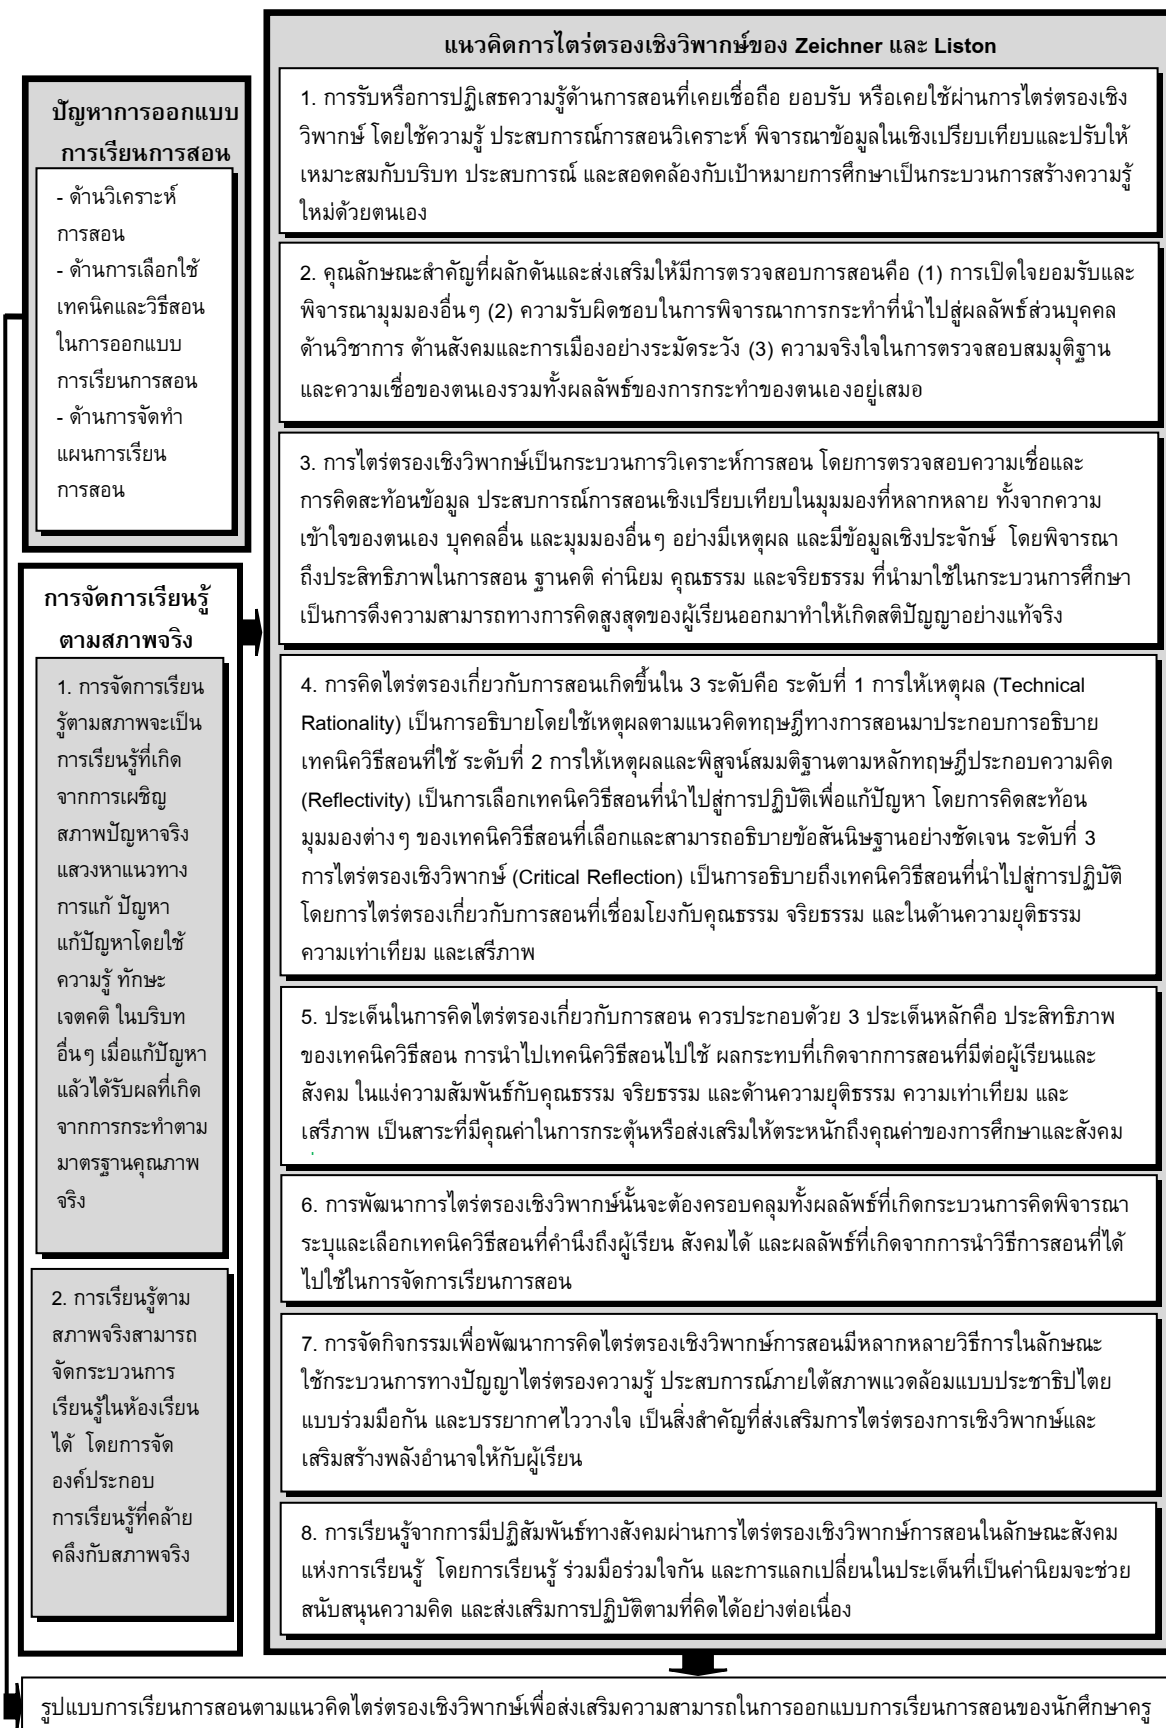 ปัญหาการออกแบบ
การเรียนการสอน
- ด้านวิเคราะห์
การสอน
- ด้านการเลือกใช้
เทคนิคและวิธีสอน
ในการออกแบบ
การเรียนการสอน
- ด้านการจัดทำ
แผนการเรียน
การสอน
การจัดการเรียนรู้
ตามสภาพจริง
1. การจัดการเรียน
รู้ตามสภาพจะเป็น
การเรียนรู้ที่เกิด
จากการเผชิญ
สภาพปัญหาจริง
แสวงหาแนวทาง
การแก้ ปัญหา
แก้ปัญหาโดยใช้
ความรู้ ทักษะ
เจตคติ ในบริบท
อื่นๆ เมื่อแก้ปัญหา
แล้วได้รับผลที่เกิด
จากการกระทำตาม
มาตรฐานคุณภาพ
จริง
2. การเรียนรู้ตาม
สภาพจริงสามารถ
จัดกระบวนการ
เรียนรู้ในห้องเรียน
ได้ โดยการจัด
องค์ประกอบ
การเรียนรู้ที่คล้าย
คลึงกับสภาพจริง
แนวคิดการไตร่ตรองเชิงวิพากษ์ของ Zeichner และ Liston
1. การรับหรือการปฏิเสธความรู้ด้านการสอนที่เคยเชื่อถือ ยอบรับ หรือเคยใช้ผ่านการไตร่ตรองเชิง
วิพากษ์ โดยใช้ความรู้ ประสบการณ์การสอนวิเคราะห์ พิจารณาข้อมูลในเชิงเปรียบเทียบและปรับให้
เหมาะสมกับบริบท ประสบการณ์ และสอดคล้องกับเป้าหมายการศึกษาเป็นกระบวนการสร้างความรู้
ใหม่ด้วยตนเอง
2. คุณลักษณะสำคัญที่ผลักดันและส่งเสริมให้มีการตรวจสอบการสอนคือ (1) การเปิดใจยอมรับและ
พิจารณามุมมองอื่นๆ (2) ความรับผิดชอบในการพิจารณาการกระทำที่นำไปสู่ผลลัพธ์ส่วนบุคคล
ด้านวิชาการ ด้านสังคมและการเมืองอย่างระมัดระวัง (3) ความจริงใจในการตรวจสอบสมมุติฐาน
และความเชื่อของตนเองรวมทั้งผลลัพธ์ของการกระทำของตนเองอยู่เสมอ
3. การไตร่ตรองเชิงวิพากษ์เป็นกระบวนการวิเคราะห์การสอน โดยการตรวจสอบความเชื่อและ
การคิดสะท้อนข้อมูล ประสบการณ์การสอนเชิงเปรียบเทียบในมุมมองที่หลากหลาย ทั้งจากความ
เข้าใจของตนเอง บุคคลอื่น และมุมมองอื่นๆ อย่างมีเหตุผล และมีข้อมูลเชิงประจักษ์ โดยพิจารณา
ถึงประสิทธิภาพในการสอน ฐานคติ ค่านิยม คุณธรรม และจริยธรรม ที่นำมาใช้ในกระบวนการศึกษา
เป็นการดึงความสามารถทางการคิดสูงสุดของผู้เรียนออกมาทำให้เกิดสติปัญญาอย่างแท้จริง
4. การคิดไตร่ตรองเกี่ยวกับการสอนเกิดขึ้นใน 3 ระดับคือ ระดับที่ 1 การให้เหตุผล (Technical
Rationality) เป็นการอธิบายโดยใช้เหตุผลตามแนวคิดทฤษฎีทางการสอนมาประกอบการอธิบาย
เทคนิควิธีสอนที่ใช้ ระดับที่ 2 การให้เหตุผลและพิสูจน์สมมติฐานตามหลักทฤษฎีประกอบความคิด
(Reflectivity) เป็นการเลือกเทคนิควิธีสอนที่นำไปสู่การปฏิบัติเพื่อแก้ปัญหา โดยการคิดสะท้อน
มุมมองต่างๆ ของเทคนิควิธีสอนที่เลือกและสามารถอธิบายข้อสันนิษฐานอย่างชัดเจน ระดับที่ 3
การไตร่ตรองเชิงวิพากษ์ (Critical Reflection) เป็นการอธิบายถึงเทคนิควิธีสอนที่นำไปสู่การปฏิบัติ
โดยการไตร่ตรองเกี่ยวกับการสอนที่เชื่อมโยงกับคุณธรรม จริยธรรม และในด้านความยุติธรรม
ความเท่าเทียม และเสรีภาพ
5. ประเด็นในการคิดไตร่ตรองเกี่ยวกับการสอน ควรประกอบด้วย 3 ประเด็นหลักคือ ประสิทธิภาพ
ของเทคนิควิธีสอน การนำไปเทคนิควิธีสอนไปใช้ ผลกระทบที่เกิดจากการสอนที่มีต่อผู้เรียนและ
สังคม ในแง่ความสัมพันธ์กับคุณธรรม จริยธรรม และด้านความยุติธรรม ความเท่าเทียม และ
เสรีภาพ เป็นสาระที่มีคุณค่าในการกระตุ้นหรือส่งเสริมให้ตระหนักถึงคุณค่าของการศึกษาและสังคม
6. การพัฒนาการไตร่ตรองเชิงวิพากษ์นั้นจะต้องครอบคลุมทั้งผลลัพธ์ที่เกิดกระบวนการคิดพิจารณา
ระบุและเลือกเทคนิควิธีสอนที่คำนึงถึงผู้เรียน สังคมได้ และผลลัพธ์ที่เกิดจากการนำวิธีการสอนที่ได้
ไปใช้ในการจัดการเรียนการสอน
7. การจัดกิจกรรมเพื่อพัฒนาการคิดไตร่ตรองเชิงวิพากษ์การสอนมีหลากหลายวิธีการในลักษณะ
ใช้กระบวนการทางปัญญาไตร่ตรองความรู้ ประสบการณ์ภายใต้สภาพแวดล้อมแบบประชาธิปไตย
แบบร่วมมือกัน และบรรยากาศไววางใจ เป็นสิ่งสำคัญที่ส่งเสริมการไตร่ตรองการเชิงวิพากษ์และ
เสริมสร้างพลังอำนาจให้กับผู้เรียน
8. การเรียนรู้จากการมีปฏิสัมพันธ์ทางสังคมผ่านการไตร่ตรองเชิงวิพากษ์การสอนในลักษณะสังคม
แห่งการเรียนรู้ โดยการเรียนรู้ ร่วมมือร่วมใจกัน และการแลกเปลี่ยนในประเด็นที่เป็นค่านิยมจะช่วย
สนับสนุนความคิด และส่งเสริมการปฏิบัติตามที่คิดได้อย่างต่อเนื่อง
รูปแบบการเรียนการสอนตามแนวคิดไตร่ตรองเชิงวิพากษ์เพื่อส่งเสริมความสามารถในการออกแบบการเรียนการสอนของนักศึกษาครู